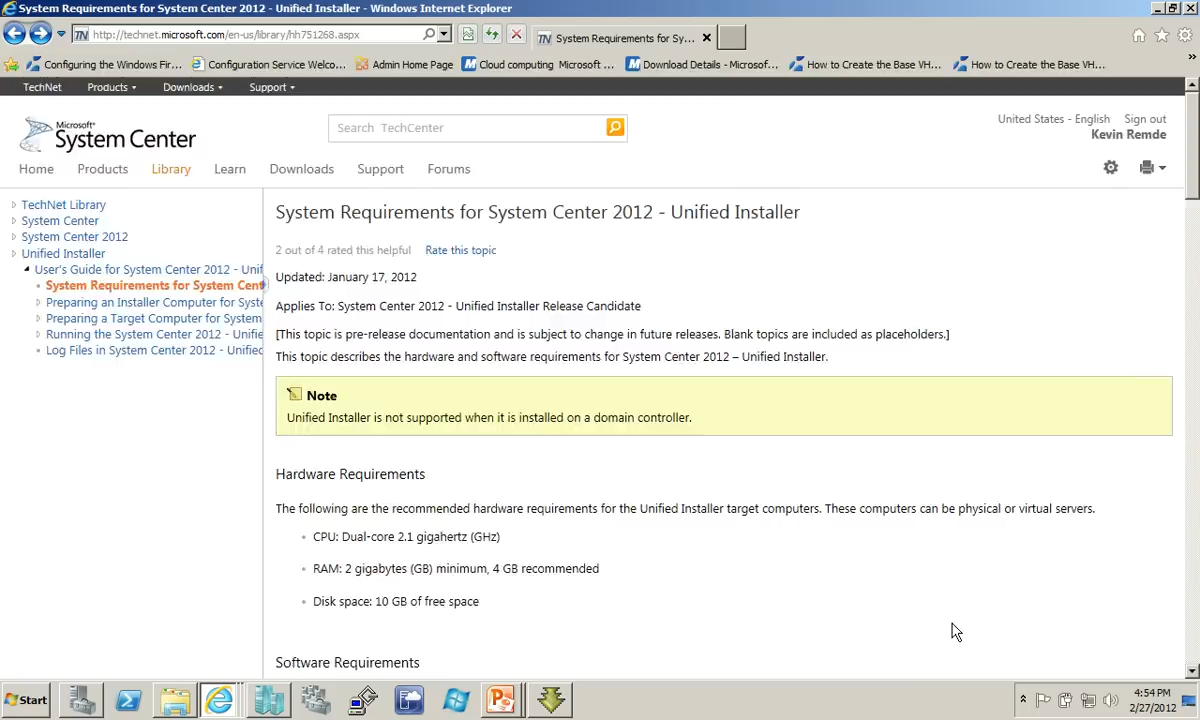 System Requirements for System Center 2012 - Unified Installer - Windows Internet Explorer
http://technet.microsoft.com/en-us/library/hh751268.aspx
System Requirements for Sy...
Configuring the Windows Fir...
Configuration Service Welco...
Admin Home Page
Cloud computing Microsoft ...
Download Details - Microsof...
How to Create the Base VH...
How to Create the Base VH...
TechNet Products Downloads Support
Microsoft®
System Center
Search TechCenter
United States - English Sign out
Kevin Remde
Home Products Library Learn Downloads Support Forums
TechNet Library
System Center
System Center 2012
Unified Installer
User's Guide for System Center 2012 - Unif
System Requirements for System Cent
Preparing an Installer Computer for Syste
Preparing a Target Computer for System
Running the System Center 2012 - Unifie
Log Files in System Center 2012 - Unified
System Requirements for System Center 2012 - Unified Installer
2 out of 4 rated this helpful Rate this topic
Updated: January 17, 2012
Applies To: System Center 2012 - Unified Installer Release Candidate
[This topic is pre-release documentation and is subject to change in future releases. Blank topics are included as placeholders.]
This topic describes the hardware and software requirements for System Center 2012 – Unified Installer.
Note
Unified Installer is not supported when it is installed on a domain controller.
Hardware Requirements
The following are the recommended hardware requirements for the Unified Installer target computers. These computers can be physical or virtual servers.
CPU: Dual-core 2.1 gigahertz (GHz)
RAM: 2 gigabytes (GB) minimum, 4 GB recommended
Disk space: 10 GB of free space
Software Requirements
Start
4:54 PM
2/27/2012